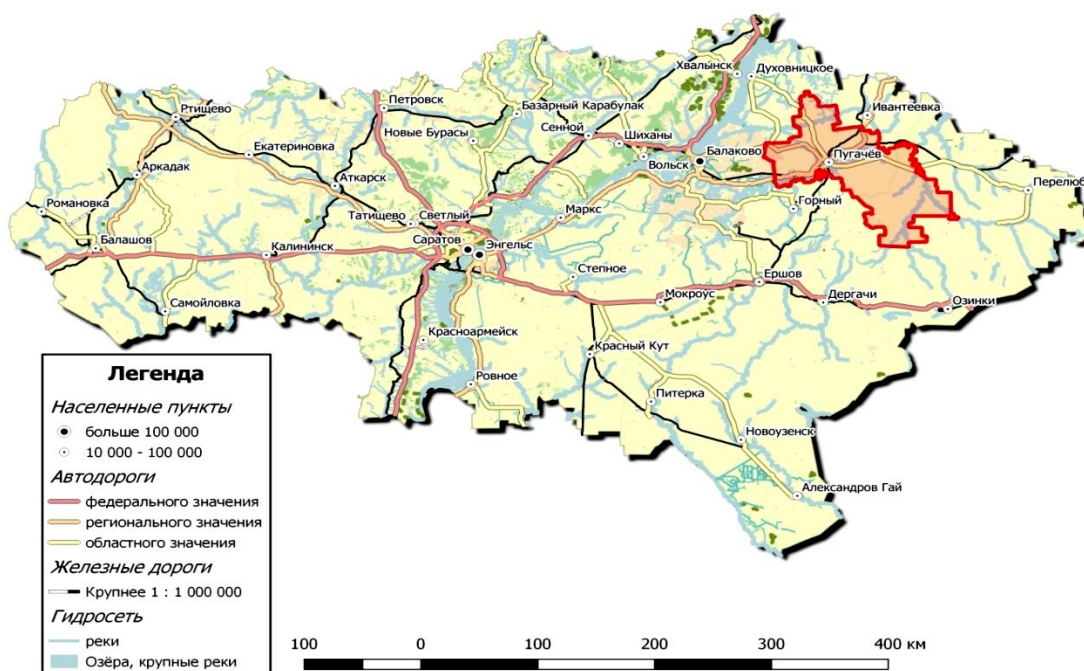 Хвалынск
Духовницкое
Ивантеевка
Петровск
Базарный Карабулак
Ртищево
Новые Бурасы
Сенной
Шиханы
Балаково
Вольск
Пугачёв
Екатериновка
Аркадак
Аткарск
Перелюб
Романовка
Татищево
Светлый
Маркс
Горный
Балашов
Калининск
Саратов
Энгельс
Степное
Ершов
Мокроус
Дергачи
Озинки
Самойловка
Красноармейск
Красный Кут
Ровное
Питерка
Новоузенск
Александров Гай
Легенда
Населенные пункты
больше 100 000
10 000 - 100 000
Автодороги
федерального значения
регионального значения
областного значения
Железные дороги
Крупнее 1 : 1 000 000
Гидросеть
реки
Озёра, крупные реки
100 0 100 200 300 400 км